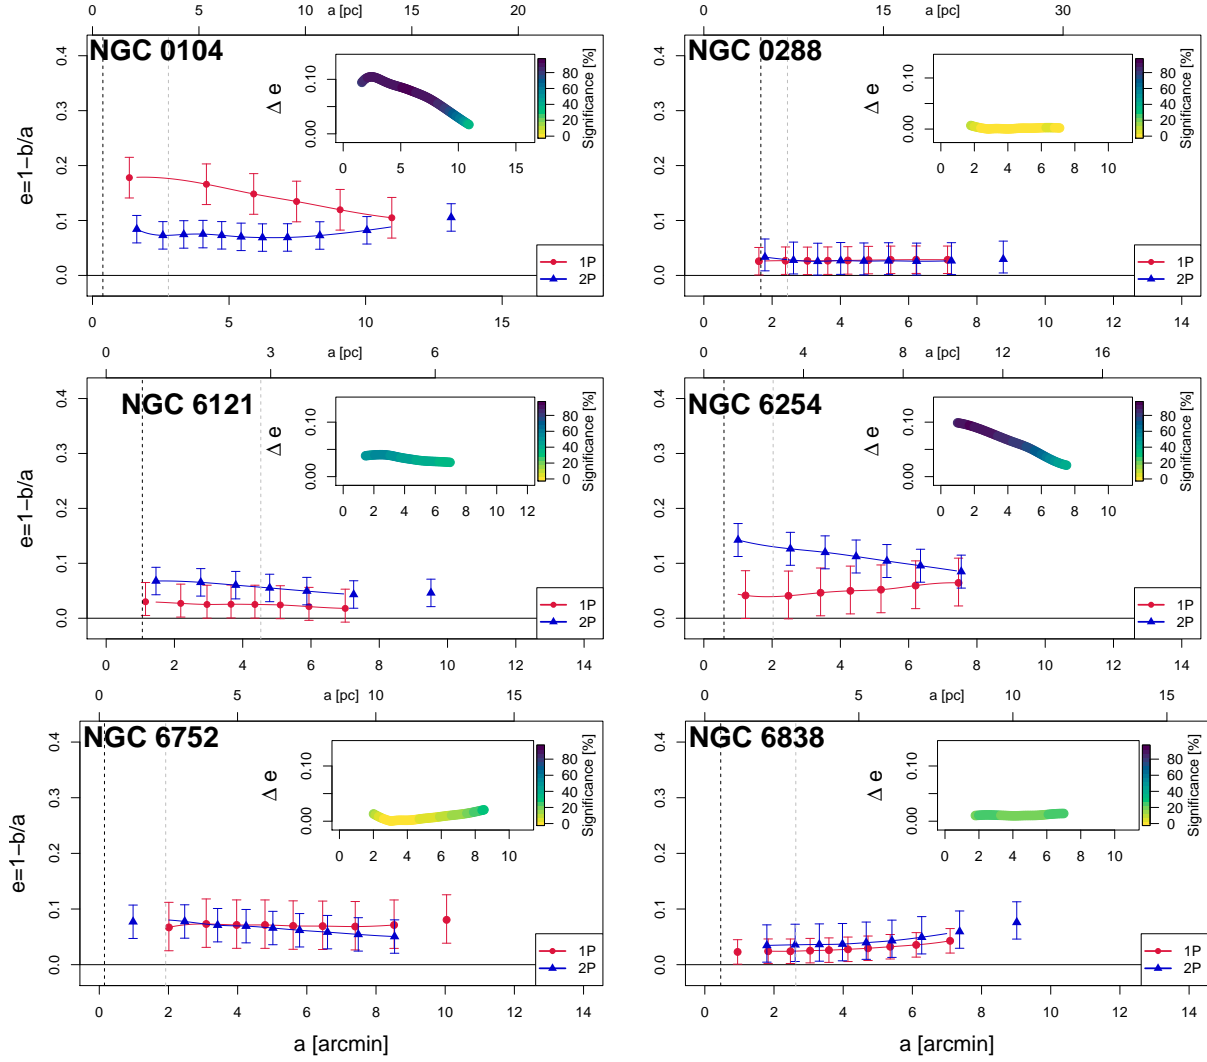 0 5 a [pc] 15 20
NGC 0104
e=1−b/a
0.0 0.1 0.2 0.3 0.4
Δ e
0.00 0.10
0 5 10 15
Significance [%]
0 20 40 60 80
1P
2P
0 5 10 15
0 15 a [pc] 30
NGC 0288
0.0 0.1 0.2 0.3 0.4
Δ e
0.00 0.10
0 2 4 6 8 10
Significance [%]
0 20 40 60 80
1P
2P
0 2 4 6 8 10 12 14
0 3 a [pc] 6
NGC 6121
e=1−b/a
0.0 0.1 0.2 0.3 0.4
Δ e
0.00 0.10
0 2 4 6 8 10 12
Significance [%]
0 20 40 60 80
1P
2P
0 2 4 6 8 10 12 14
0 4 8 a [pc] 12 16
NGC 6254
0.0 0.1 0.2 0.3 0.4
Δ e
0.00 0.10
0 2 4 6 8 10
Significance [%]
0 20 40 60 80
1P
2P
0 2 4 6 8 10 12 14
0 5 a [pc] 10 15
NGC 6752
e=1−b/a
0.0 0.1 0.2 0.3 0.4
Δ e
0.00 0.10
0 2 4 6 8 10
Significance [%]
0 20 40 60 80
1P
2P
0 2 4 6 8 10 12 14
a [arcmin]
0 5 a [pc] 10 15
NGC 6838
0.0 0.1 0.2 0.3 0.4
Δ e
0.00 0.10
0 2 4 6 8 10
Significance [%]
0 20 40 60 80
1P
2P
0 2 4 6 8 10 12 14
a [arcmin]